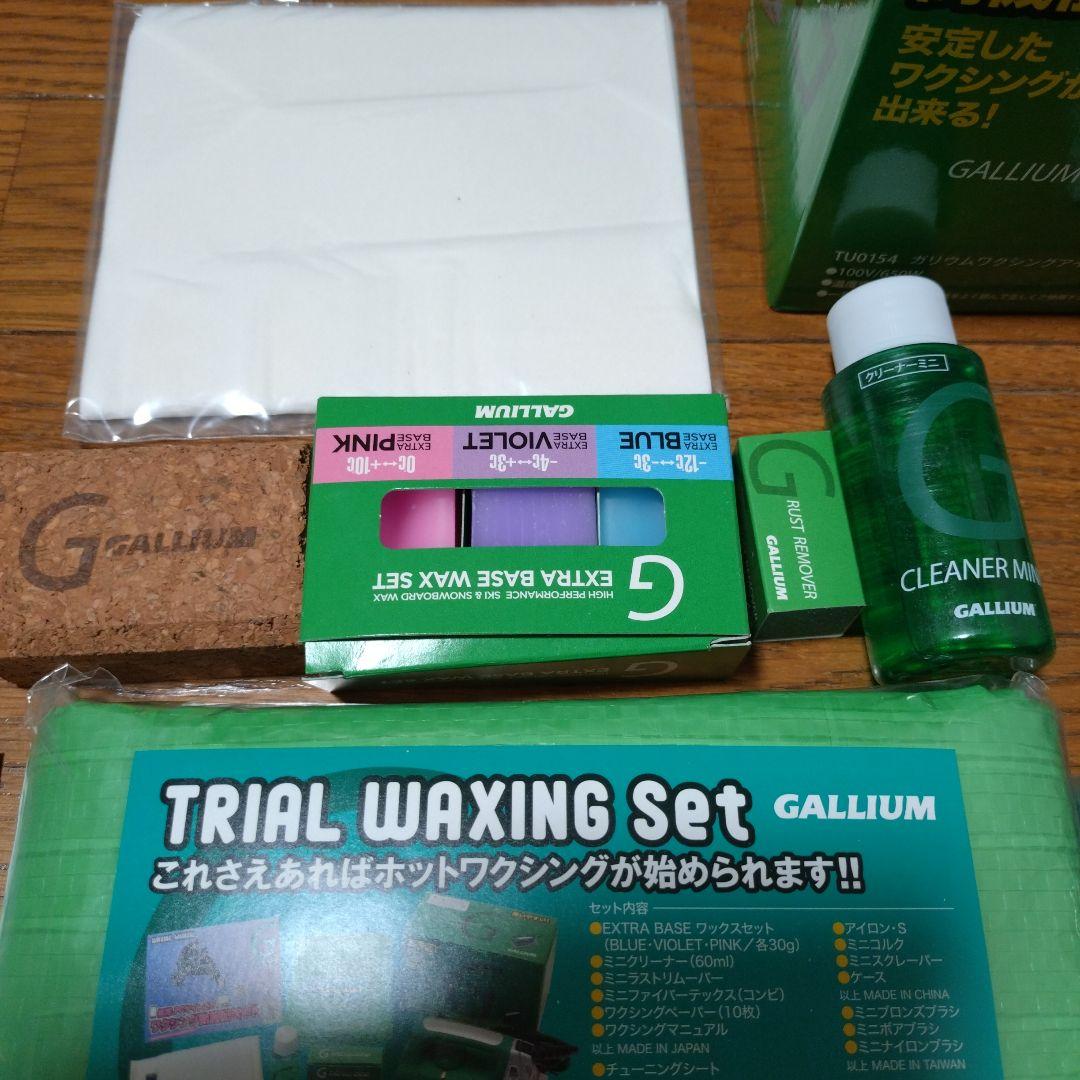 安定した
ワクシングが
出来る!
GALLIUM
TU0154 ガリウムワクシングア
●100V/650W
クリーナーミニ
G
CLEANER MIN
GALLIUM
G
RUST REMOVER
GALLIUM
GALLIUM
EXTRA BASE BLUE
-12c↔-3c
EXTRA BASE VIOLET
-4c↔+3c
EXTRA BASE PINK
0c↔+10c
G
HIGH PERFORMANCE SKI & SNOWBOARD WAX
EXTRA BASE WAX SET
G GALLIUM
TRIAL WAXING Set GALLIUM
これさえあればホットワクシングが始められます!!
セット内容
●EXTRA BASE ワックスセット
(BLUE・VIOLET・PINK/各30g)
●ミニクリーナー(60ml)
●ミニラストリムーバー
●ミニファイバーテックス(コンビ)
●ワクシングペーパー(10枚)
●ワクシングマニュアル
以上 MADE IN JAPAN
●チューニングシート
●アイロン・S
●ミニコルク
●ミニスクレーパー
●ケース
以上 MADE IN CHINA
●ミニブロンズブラシ
●ミニボアブラシ
●ミニナイロンブラシ
以上 MADE IN TAIWAN